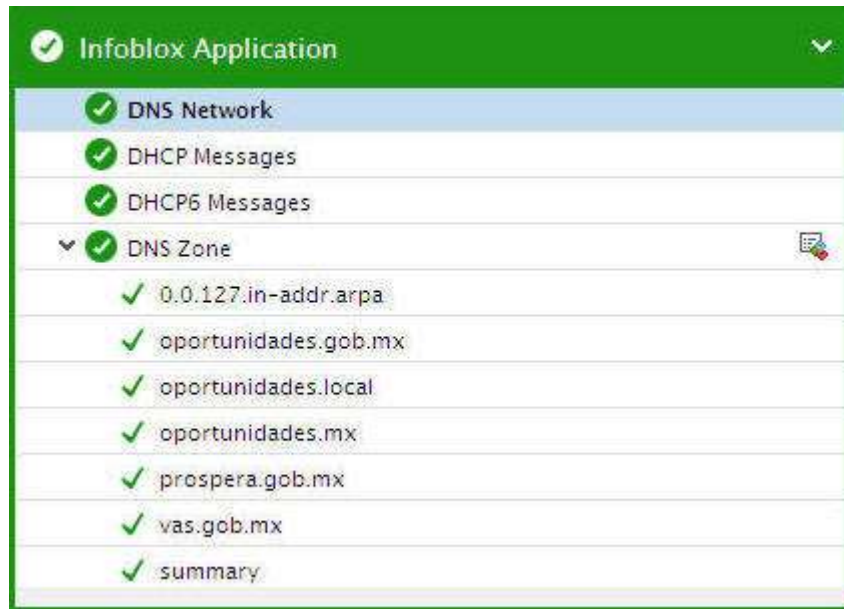 Infoblox Application
DNS Network
DHCP Messages
DHCP6 Messages
DNS Zone
0.0.127.in-addr.arpa
oportunidades.gob.mx
oportunidades.local
oportunidades.mx
prospera.gob.mx
vas.gob.mx
summary